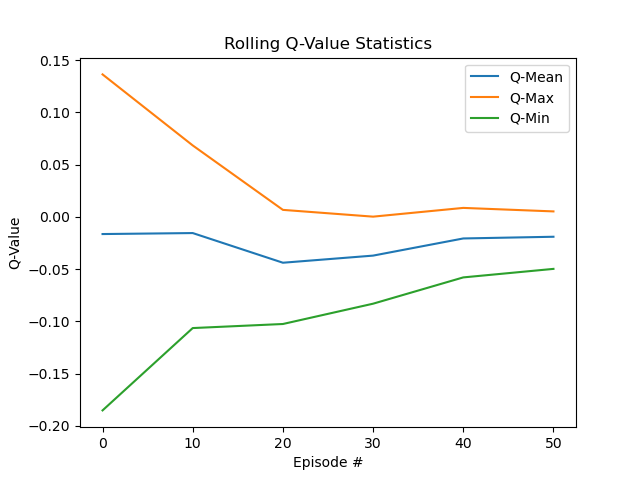 Rolling Q-Value Statistics
Q-Mean
Q-Max
Q-Min
Q-Value
0.15
0.10
0.05
0.00
−0.05
−0.10
−0.15
−0.20
0 10 20 30 40 50
Episode #